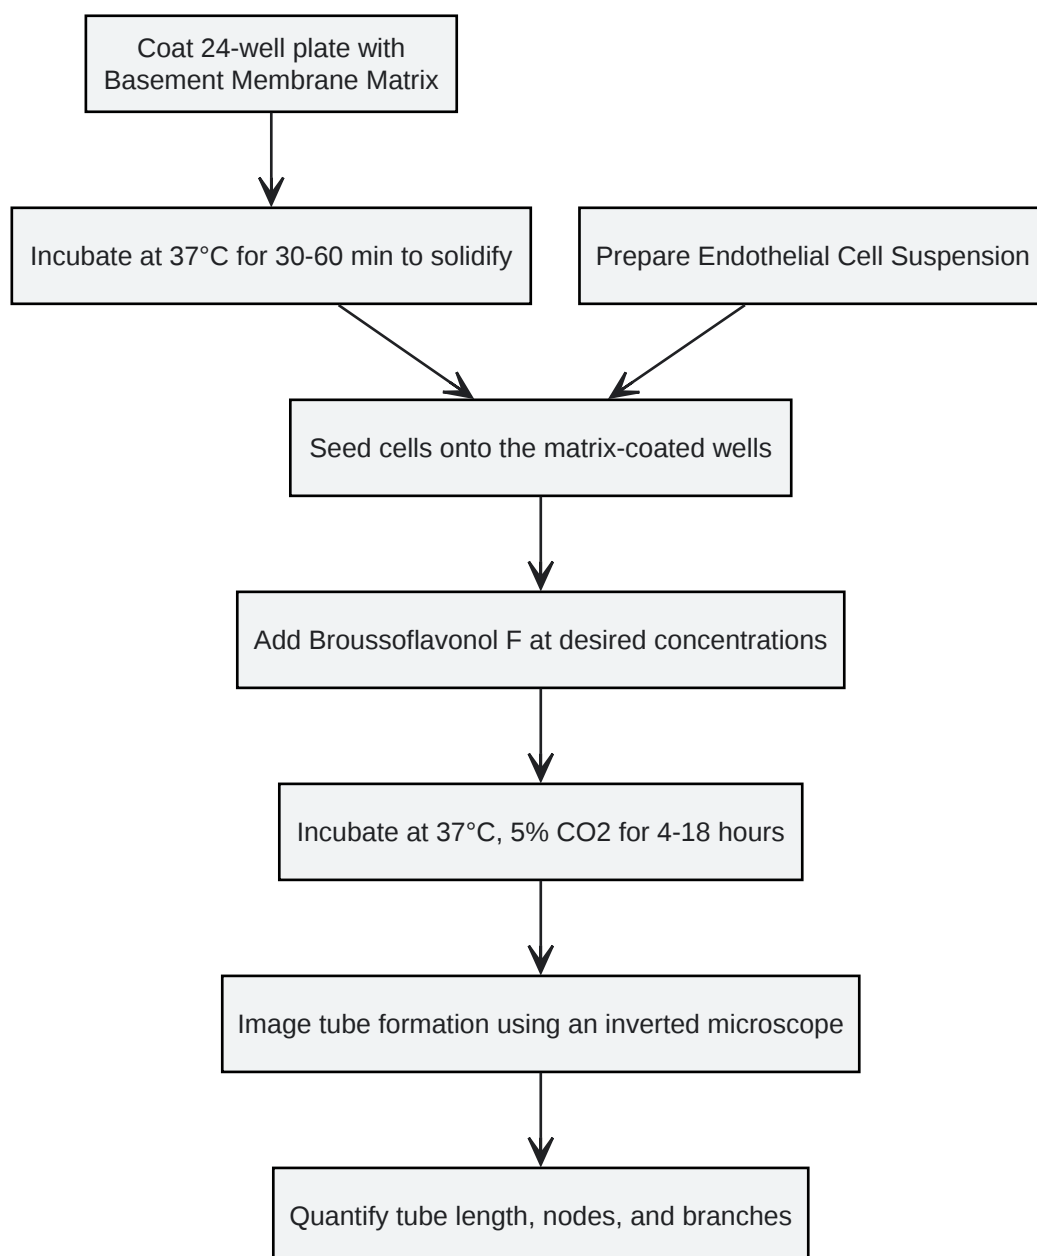 Coat 24-well plate with
Basement Membrane Matrix
Incubate at 37°C for 30-60 min to solidify
Prepare Endothelial Cell Suspension
Seed cells onto the matrix-coated wells
Add Broussoflavonol F at desired concentrations
Incubate at 37°C, 5% CO2 for 4-18 hours
Image tube formation using an inverted microscope
Quantify tube length, nodes, and branches